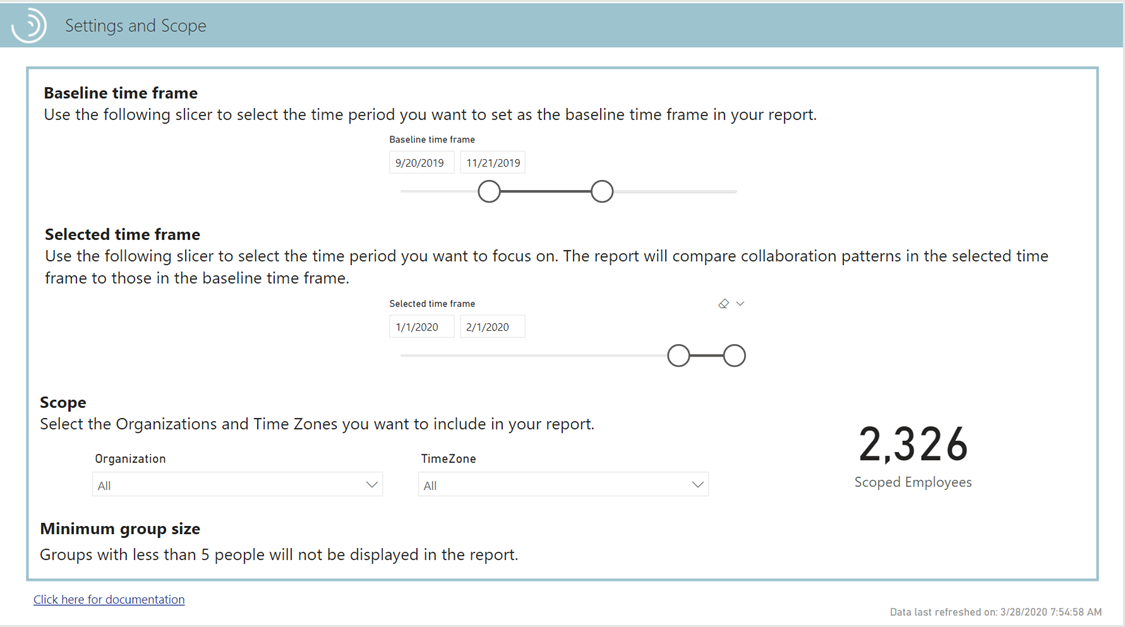 Settings and Scope
Baseline time frame
Use the following slicer to select the time period you want to set as the baseline time frame in your report.
Baseline time frame
9/20/2019 11/21/2019
Selected time frame
Use the following slicer to select the time period you want to focus on. The report will compare collaboration patterns in the selected time
frame to those in the baseline time frame.
Selected time frame
1/1/2020 2/1/2020
Scope
Select the Organizations and Time Zones you want to include in your report.
Organization TimeZone
All All
2,326
Scoped Employees
Minimum group size
Groups with less than 5 people will not be displayed in the report.
Click here for documentation
Data last refreshed on: 3/28/2020 7:54:58 AM